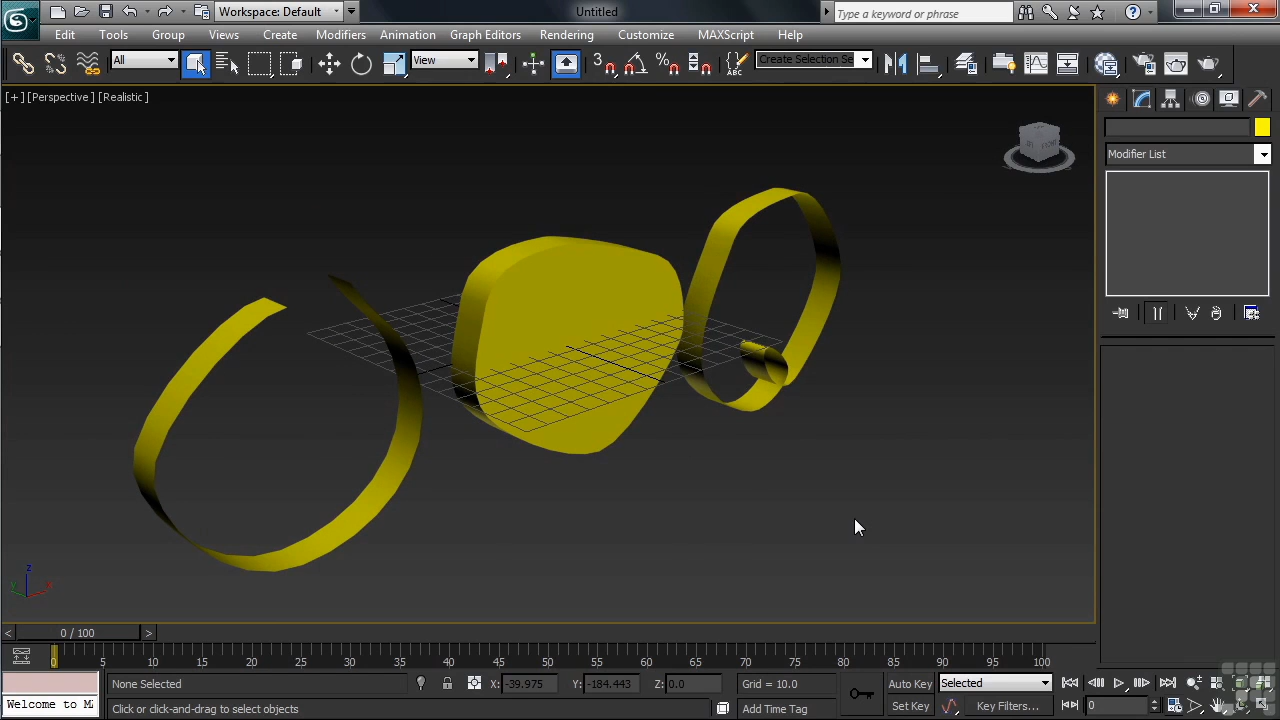 Workspace: Default
Untitled
Type a keyword or phrase
Edit Tools Group Views Create Modifiers Animation Graph Editors Rendering Customize MAXScript Help
All
View
3
Create Selection Se
[+] [Perspective] [Realistic]
Modifier List
z
x
y
< 0 / 100 >
0 5 10 15 20 25 30 35 40 45 50 55 60 65 70 75 80 85 90 95 100
None Selected
X: -39.975
Y: -184.443
Z: 0.0
Grid = 10.0
Auto Key
Selected
Welcome to M
Click or click-and-drag to select objects
Add Time Tag
Set Key
Key Filters...
0